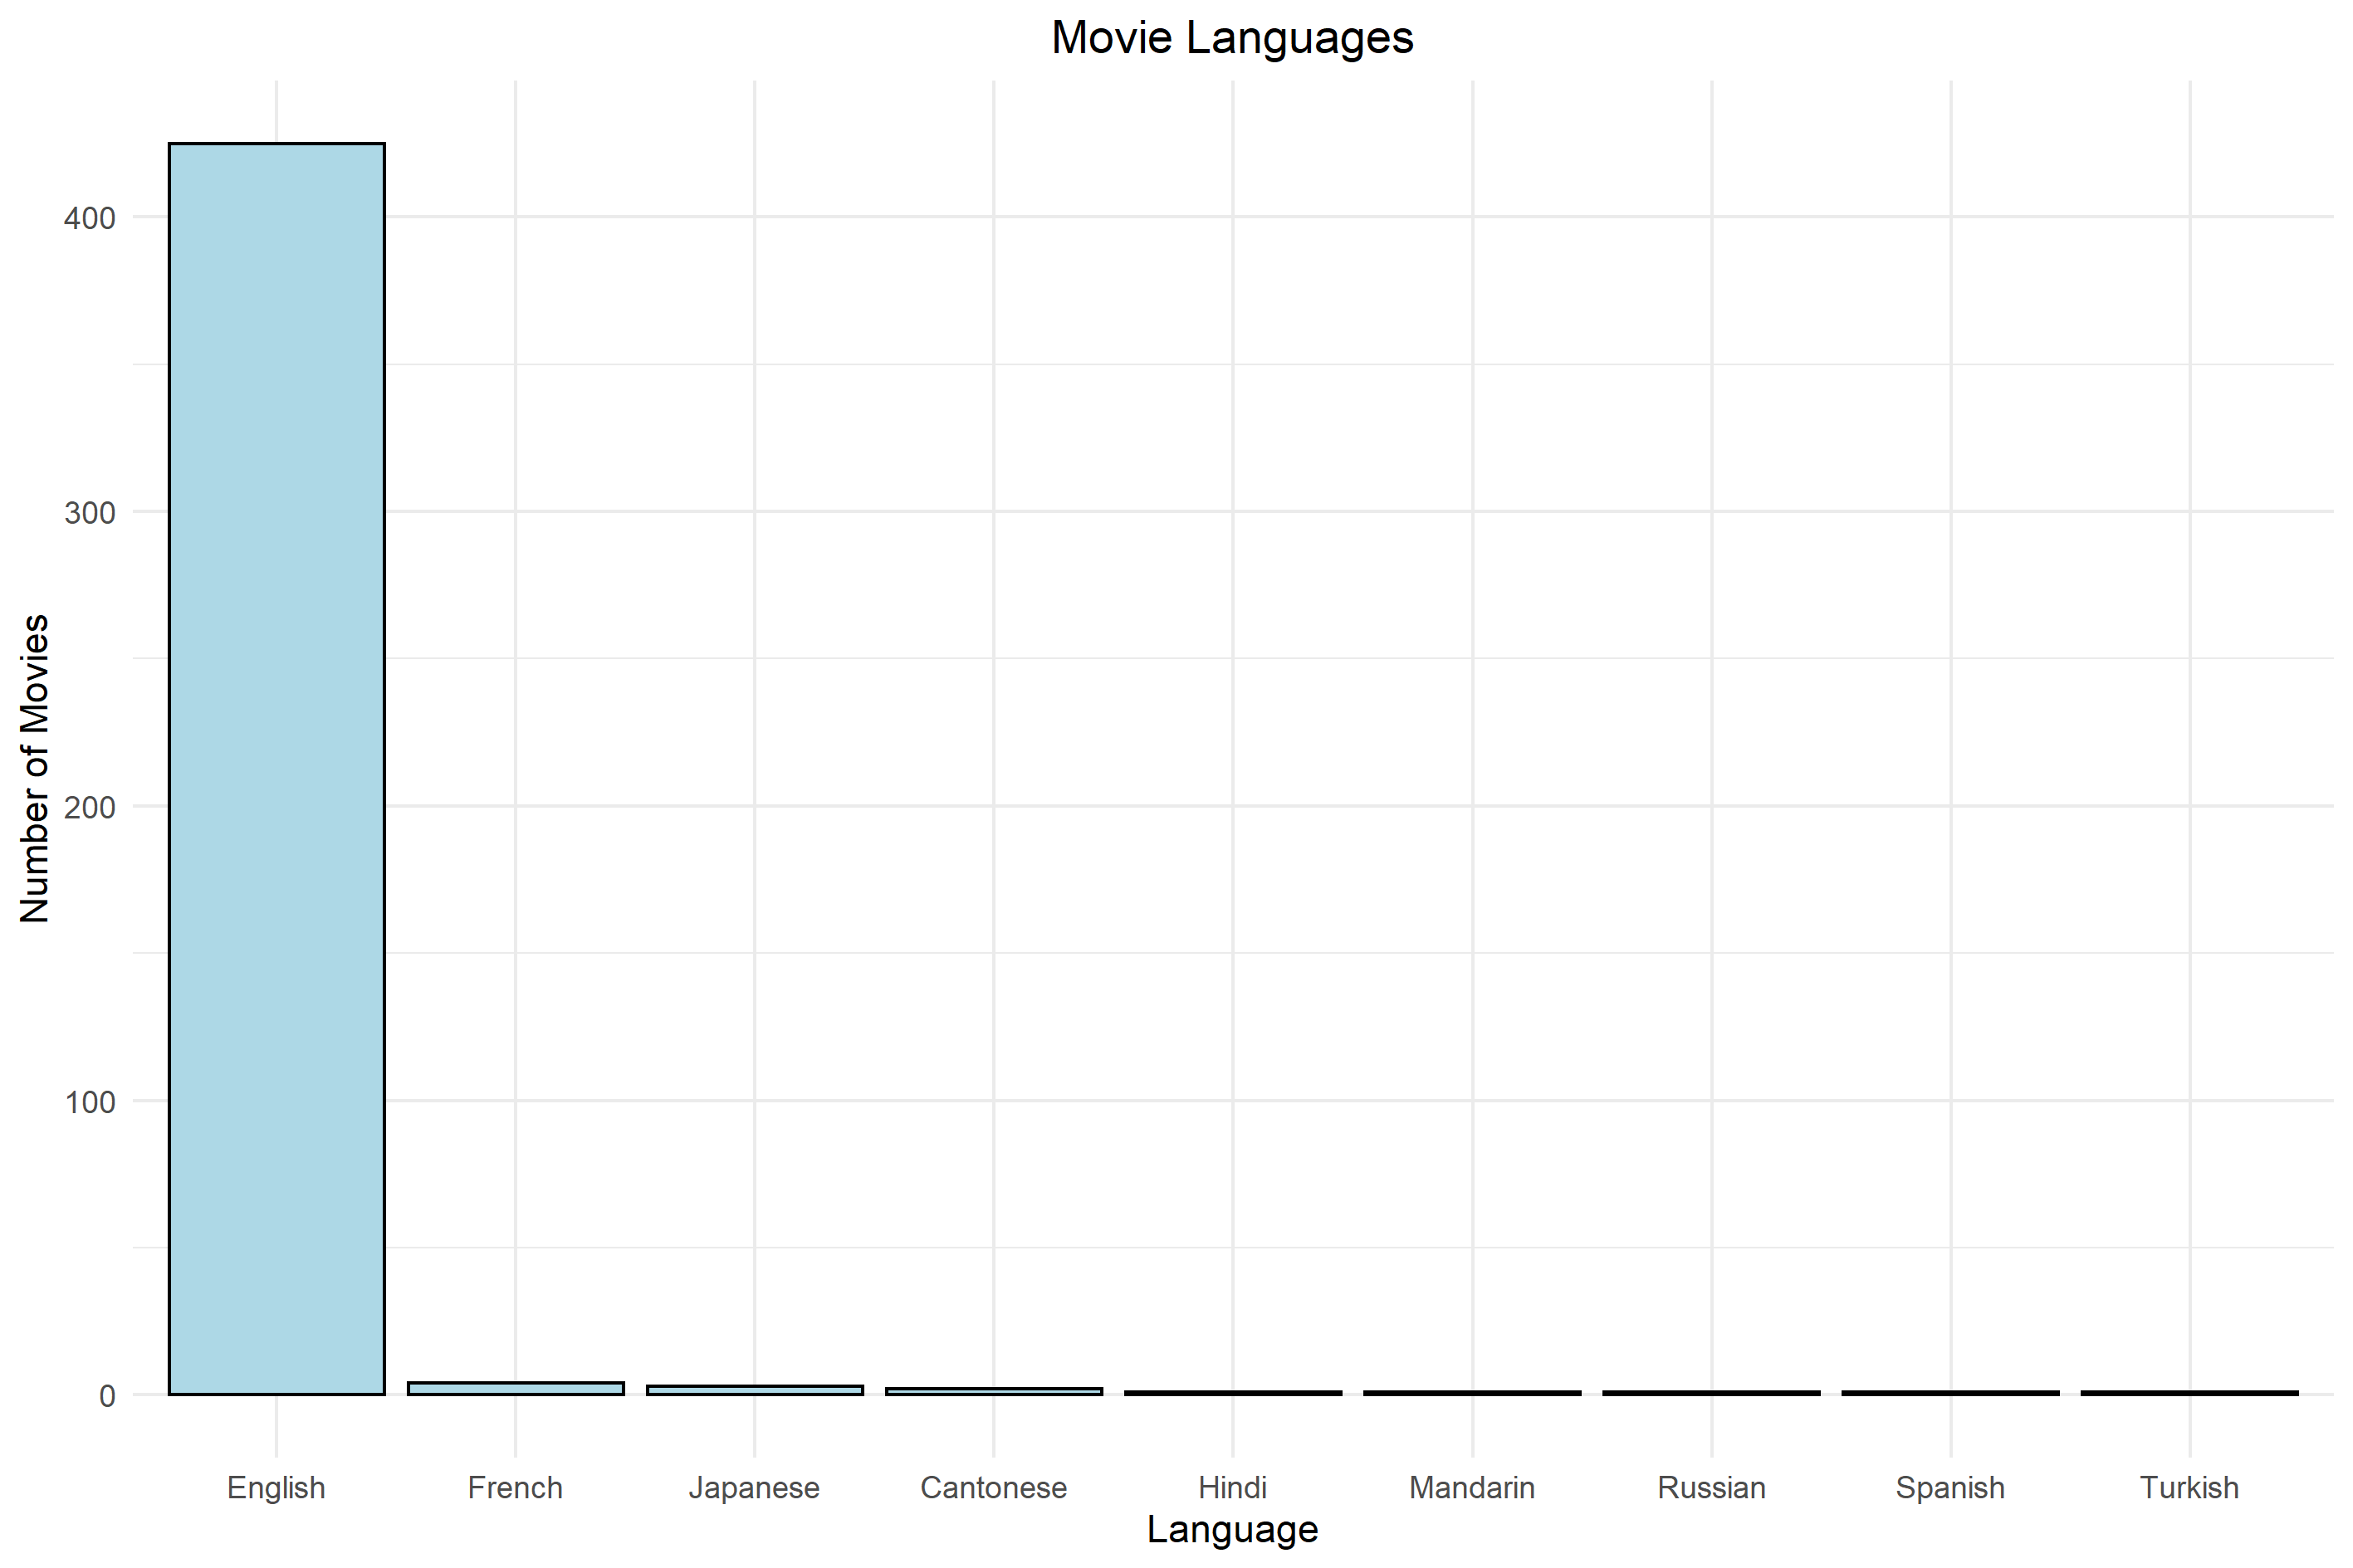 Movie Languages
Number of Movies
400
300
200
100
0
English French Japanese Cantonese Hindi Mandarin Russian Spanish Turkish
Language